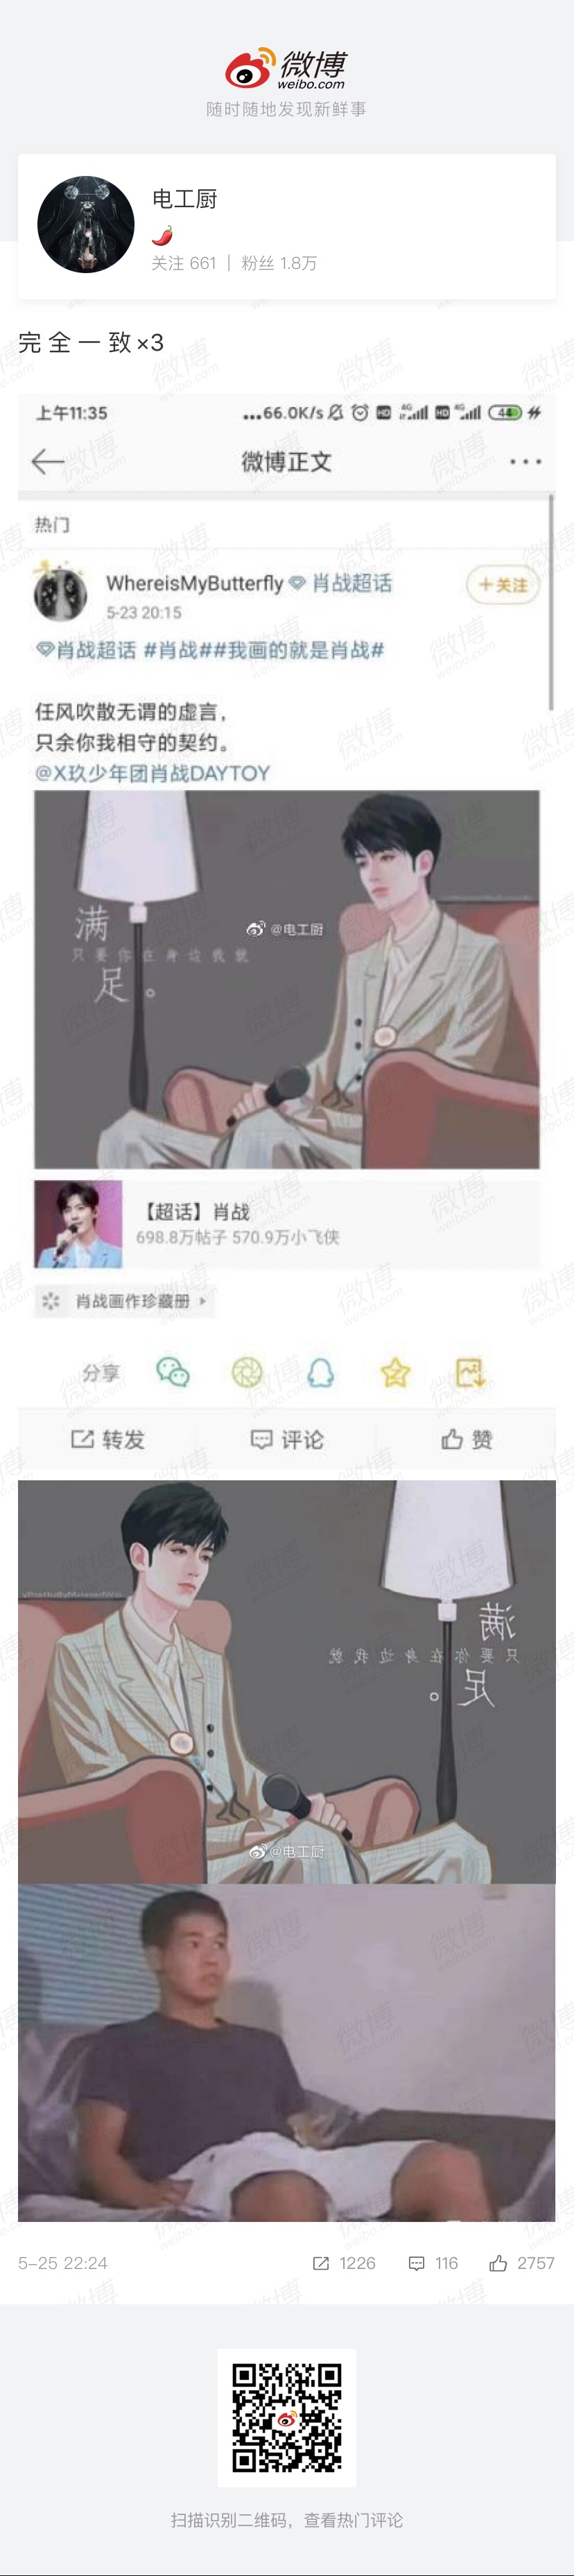 微博
weibo.com
随时随地发现新鲜事
电工厨
关注 661 | 粉丝 1.8万
完 全 一 致 ×3
上午11:35
...66.0K/s HD 4G HD 4G 44
微博正文
热门
WhereisMyButterfly 肖战超话
5-23 20:15
+关注
肖战超话 #肖战##我画的就是肖战#
任风吹散无谓的虚言，
只余你我相守的契约。
@X玖少年团肖战DAYTOY
满
只要你在身边我就
足。
@电工厨
【超话】肖战
698.8万帖子 570.9万小飞侠
肖战画作珍藏册
分享
转发
评论
赞
满
只要你在身边我就
足。
@电工厨
5-25 22:24
1226
116
2757
扫描识别二维码，查看热门评论